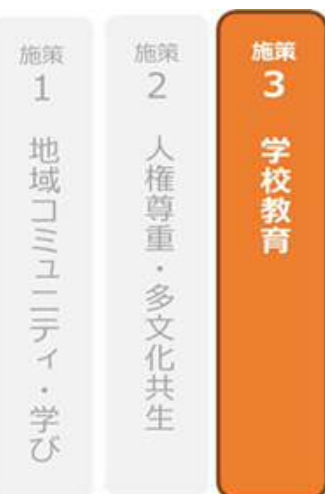 施策
1
地域コミュニティ・学び
施策
2
人権尊重・多文化共生
施策
3
学校教育